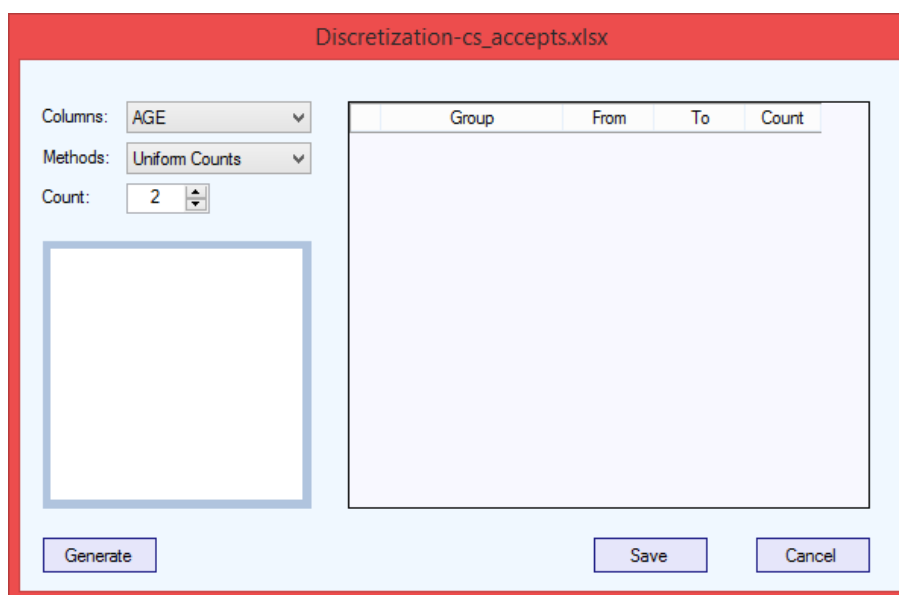 Discretization-cs_accepts.xlsx
Columns: AGE
Methods: Uniform Counts
Count: 2
Group From To Count
Generate Save Cancel